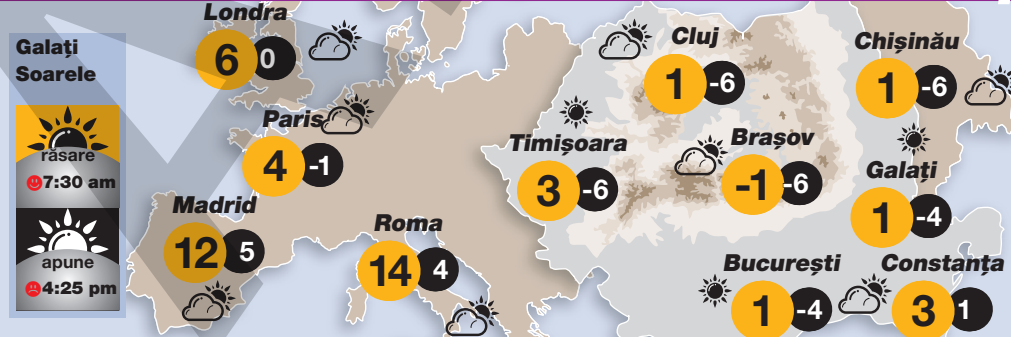 Galați
Soarele
răsare
7:30 am
apune
4:25 pm
Londra
6 0
Paris
4 -1
Madrid
12 5
Roma
14 4
Cluj
1 -6
Timișoara
3 -6
Brașov
-1 -6
București
1 -4
Chișinău
1 -6
Galați
1 -4
Constanța
3 1